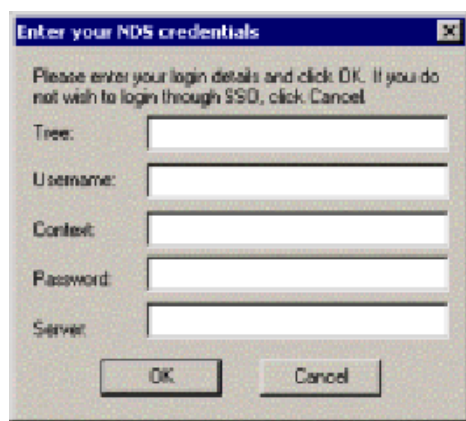 Enter your NDS credentials
Please enter your login details and click OK. If you do
not wish to login through SSO, click Cancel.
Tree:
Username:
Context:
Password:
Server:
OK
Cancel